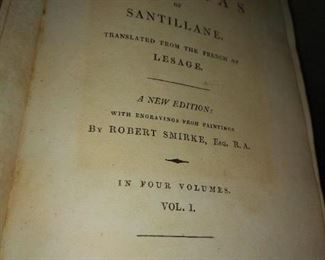 OF
SANTILLANE,
TRANSLATED FROM THE FRENCH OF
LESAGE.
A NEW EDITION:
WITH ENGRAVINGS FROM PAINTINGS
BY ROBERT SMIRKE, ESQ. R.A.
IN FOUR VOLUMES.
VOL. I.